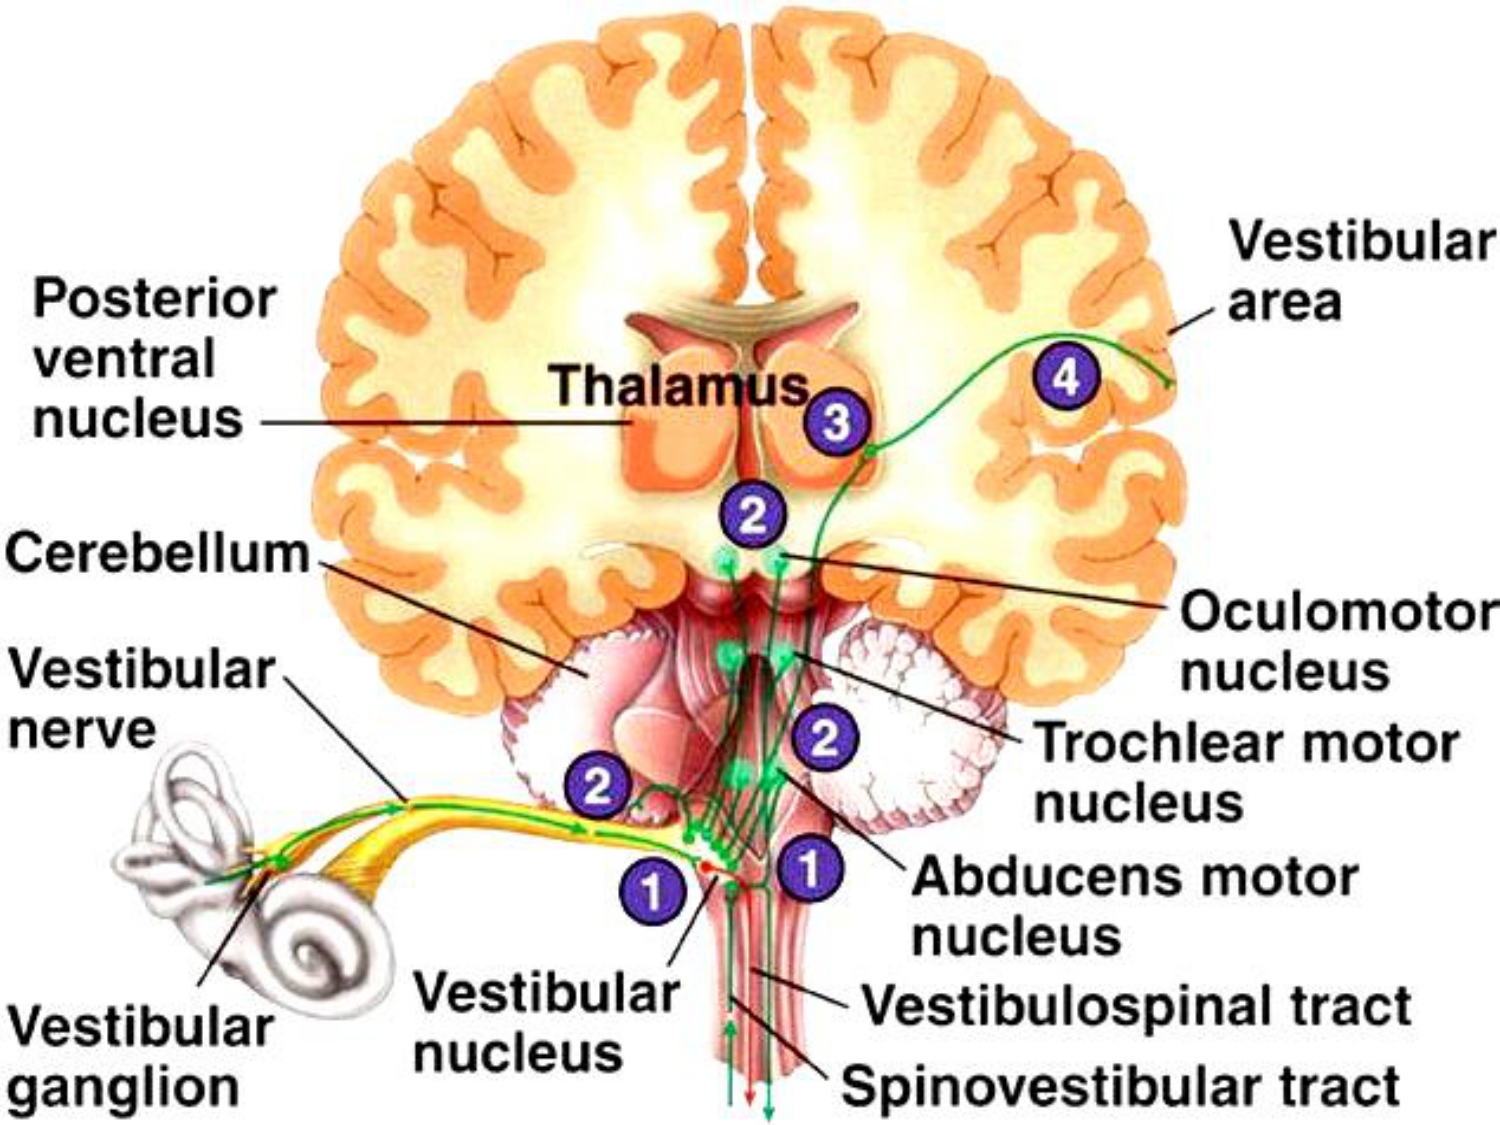 Vestibular
area
Posterior
ventral
nucleus
Thalamus
3
4
2
Cerebellum
Oculomotor
nucleus
Vestibular
nerve
Trochlear motor
nucleus
2
2
1
1
Abducens motor
nucleus
Vestibular
nucleus
Vestibulospinal tract
Vestibular
ganglion
Spinovestibular tract